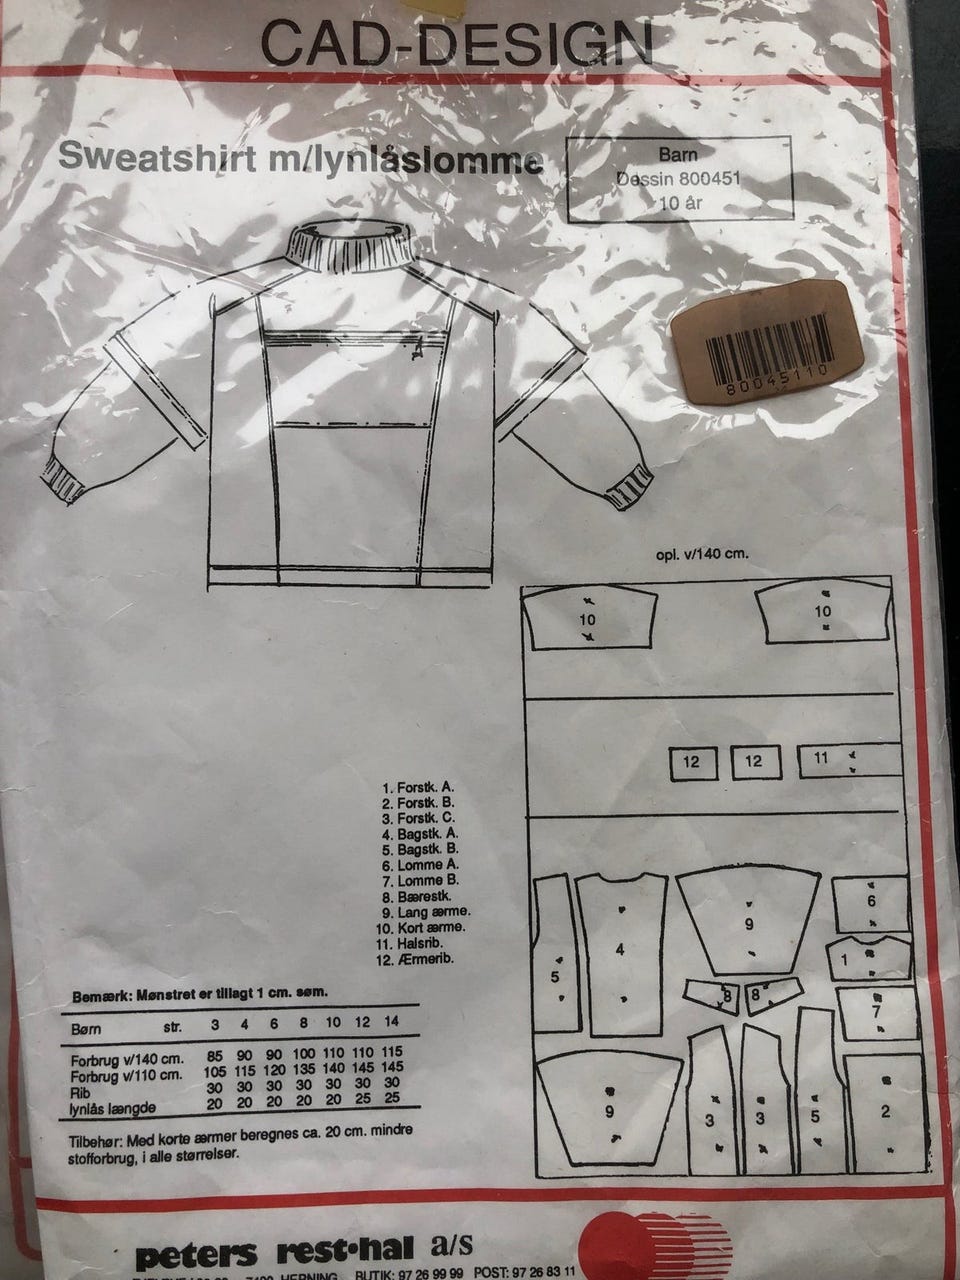 CAD-DESIGN
Sweatshirt m/lynlåslomme
Barn
Dessin 800451
10 år
80045110
opl. v/140 cm.
10
10
12
12
11
1. Forstk. A.
2. Forstk. B.
3. Forstk. C.
4. Bagstk. A.
5. Bagstk. B.
6. Lomme A.
7. Lomme B.
8. Bærestk.
9. Lang ærme.
10. Kort ærme.
11. Halsrib.
12. Ærmerib.
5
4
9
6
1
8
8
7
9
3
3
5
2
Bemærk: Mønstret er tillagt 1 cm. søm.
Børn str. 3 4 6 8 10 12 14
Forbrug v/140 cm. 85 90 90 100 110 110 115
Forbrug v/110 cm. 105 115 120 135 140 145 145
Rib 30 30 30 30 30 30 30
lynlås længde 20 20 20 20 20 25 25
Tilbehør: Med korte ærmer beregnes ca. 20 cm. mindre
stofforbrug, i alle størrelser.
peters rest·hal a/s
7400 HERNING BUTIK: 97 26 99 99 POST: 97 26 83 11